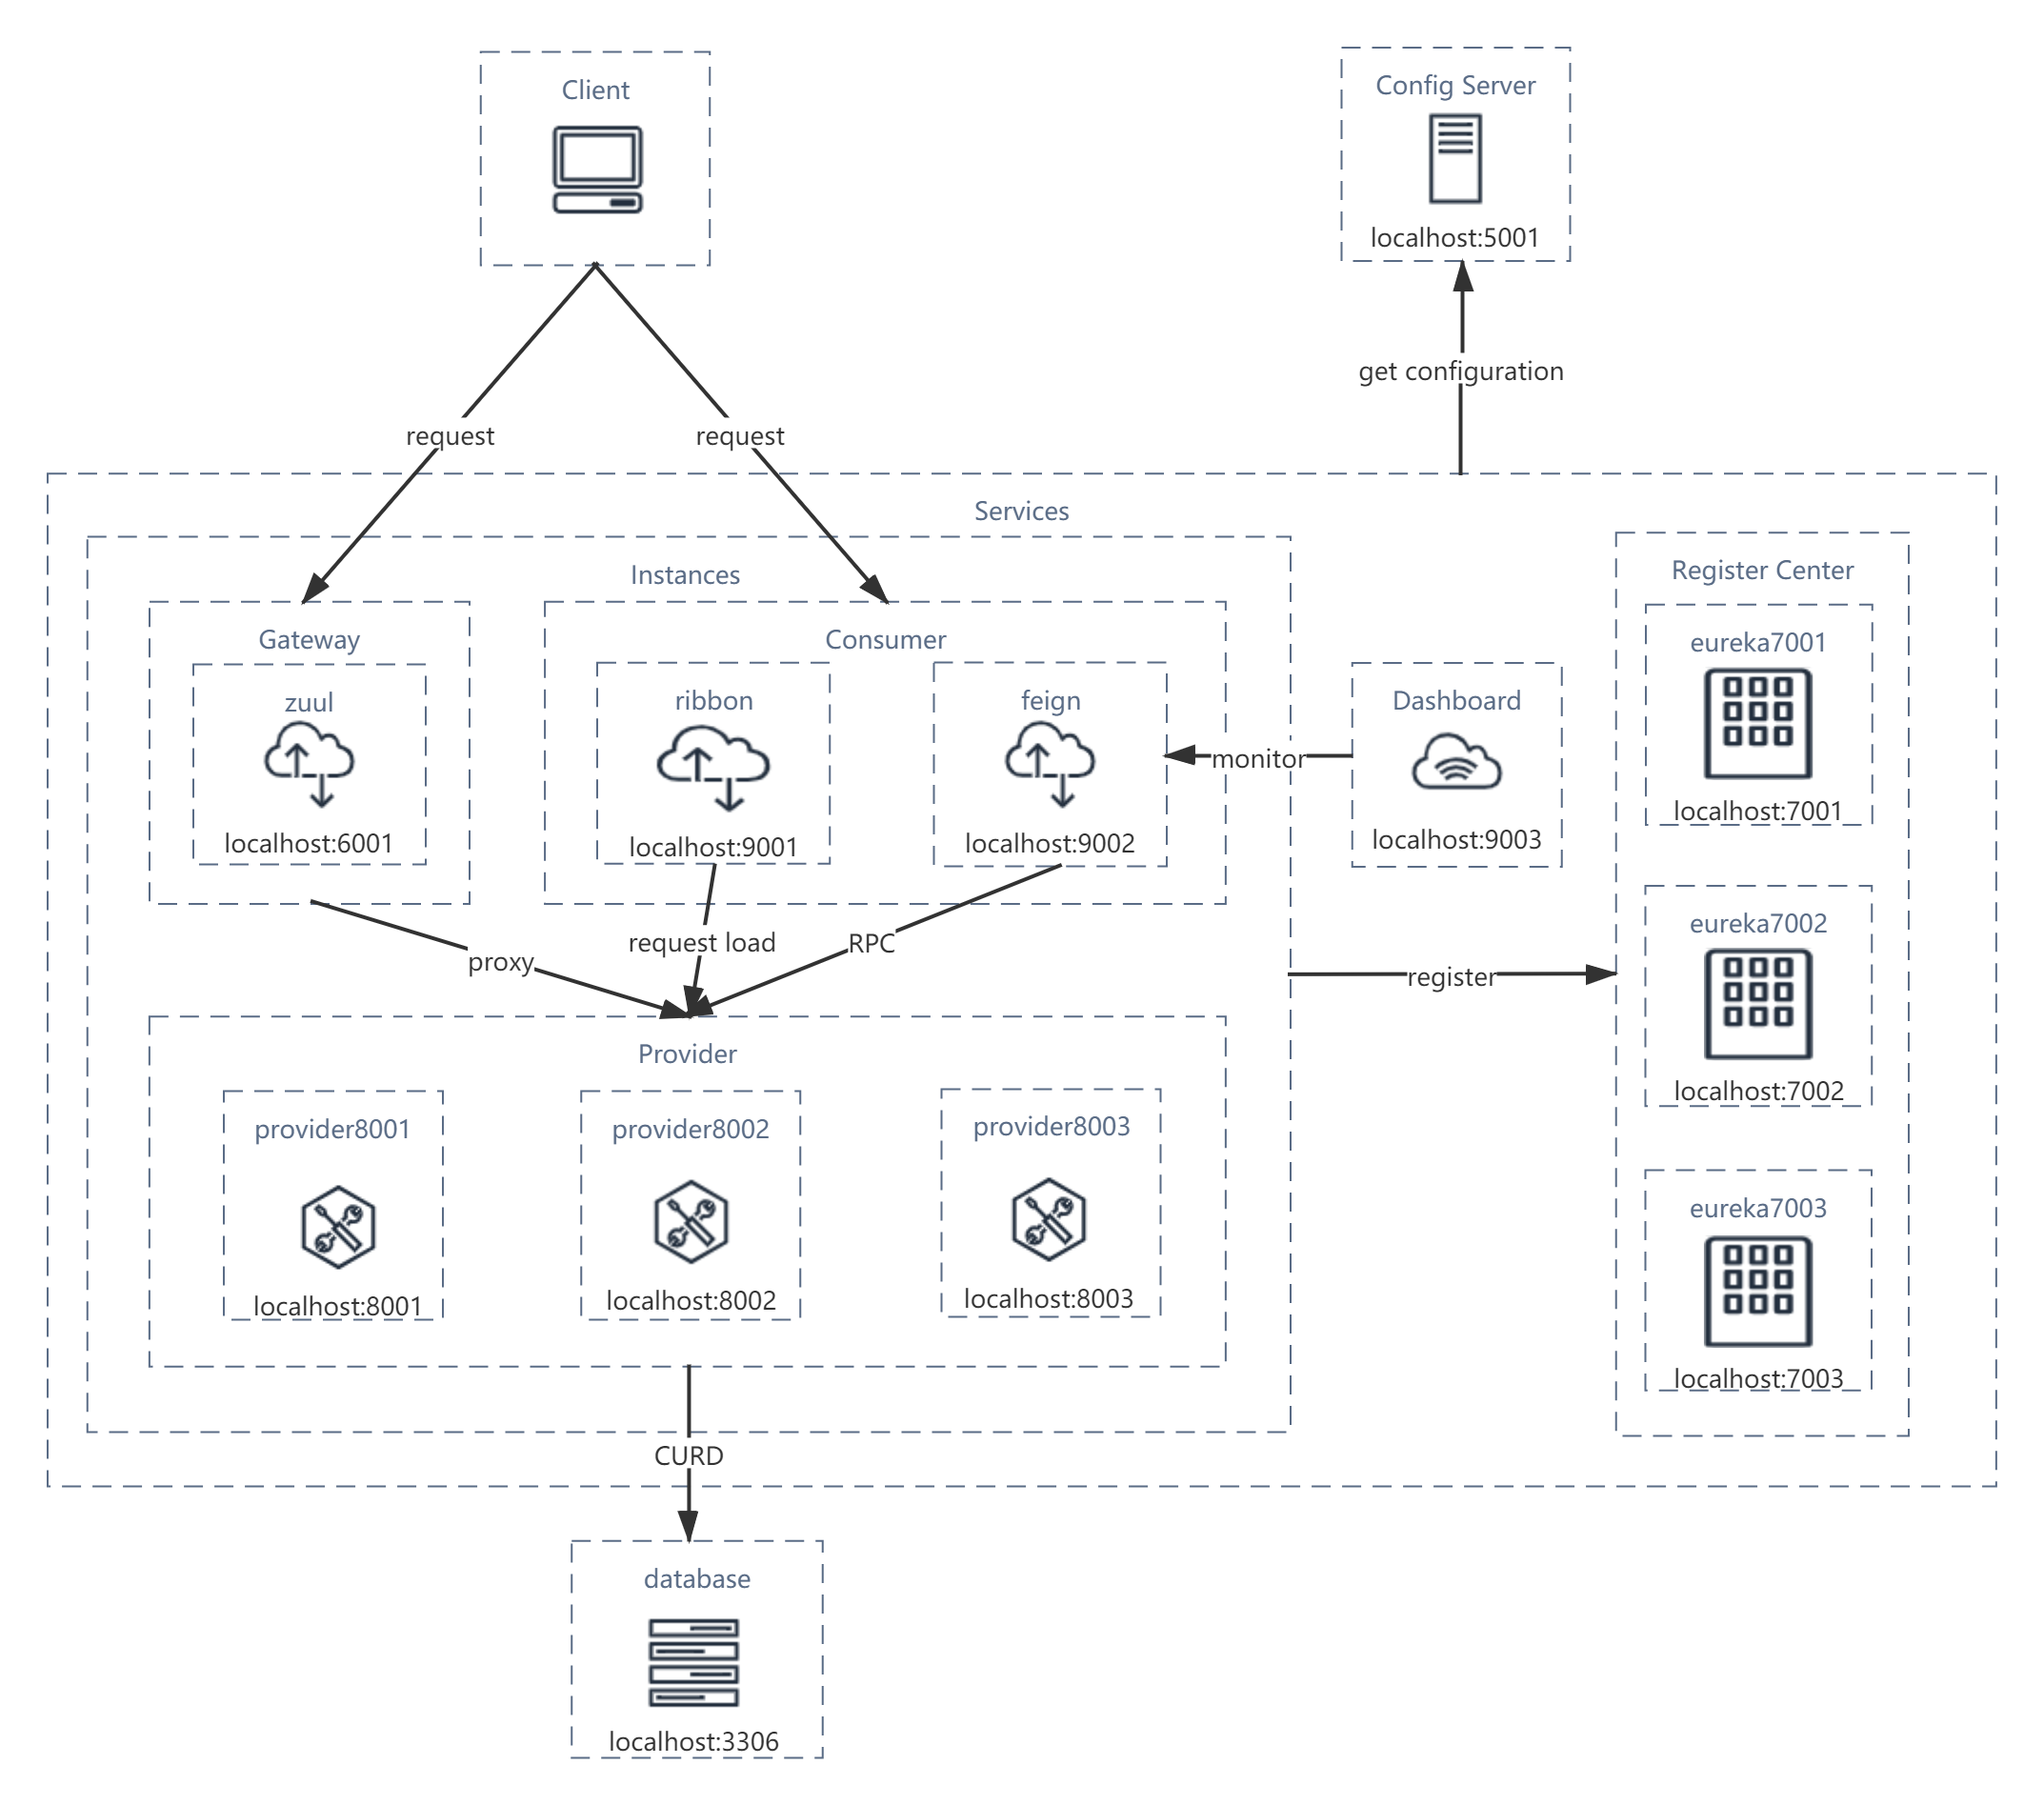 Client
Config Server
localhost:5001
get configuration
request
request
Services
Instances
Register Center
Gateway
zuul
localhost:6001
Consumer
ribbon
localhost:9001
feign
localhost:9002
monitor
Dashboard
localhost:9003
eureka7001
localhost:7001
eureka7002
localhost:7002
eureka7003
localhost:7003
proxy
request load
RPC
register
Provider
provider8001
localhost:8001
provider8002
localhost:8002
provider8003
localhost:8003
CURD
database
localhost:3306